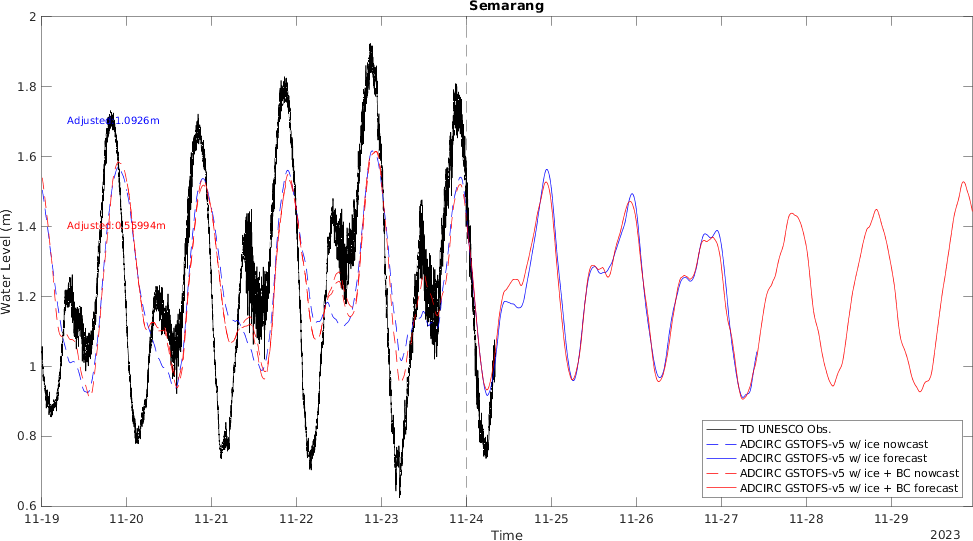 Semarang
Water Level (m)
2
1.8
1.6
1.4
1.2
1
0.8
0.6
Adjusted:1.0926m
Adjusted:0.55994m
TD UNESCO Obs.
ADCIRC GSTOFS-v5 w/ ice nowcast
ADCIRC GSTOFS-v5 w/ ice forecast
ADCIRC GSTOFS-v5 w/ ice + BC nowcast
ADCIRC GSTOFS-v5 w/ ice + BC forecast
11-19 11-20 11-21 11-22 11-23 11-24 11-25 11-26 11-27 11-28 11-29
Time
2023